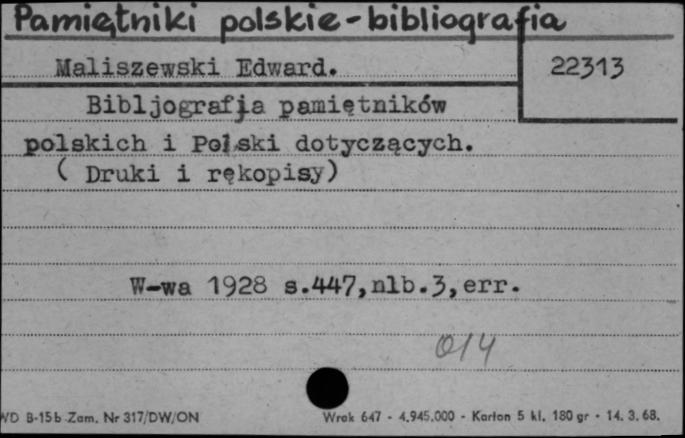 Pamiętniki polskie-bibliografia
Maliszewski Edward. 22313
Bibljografja pamiętników
polskich i Polski dotyczących.
( Druki i rękopisy)
W-wa 1928 s.447,nlb.3,err.
014
WD B-15b Zam. Nr 317/DW/ON Wrok 647 - 4.945.000 - Karton 5 kl. 180 gr - 14. 3. 68.